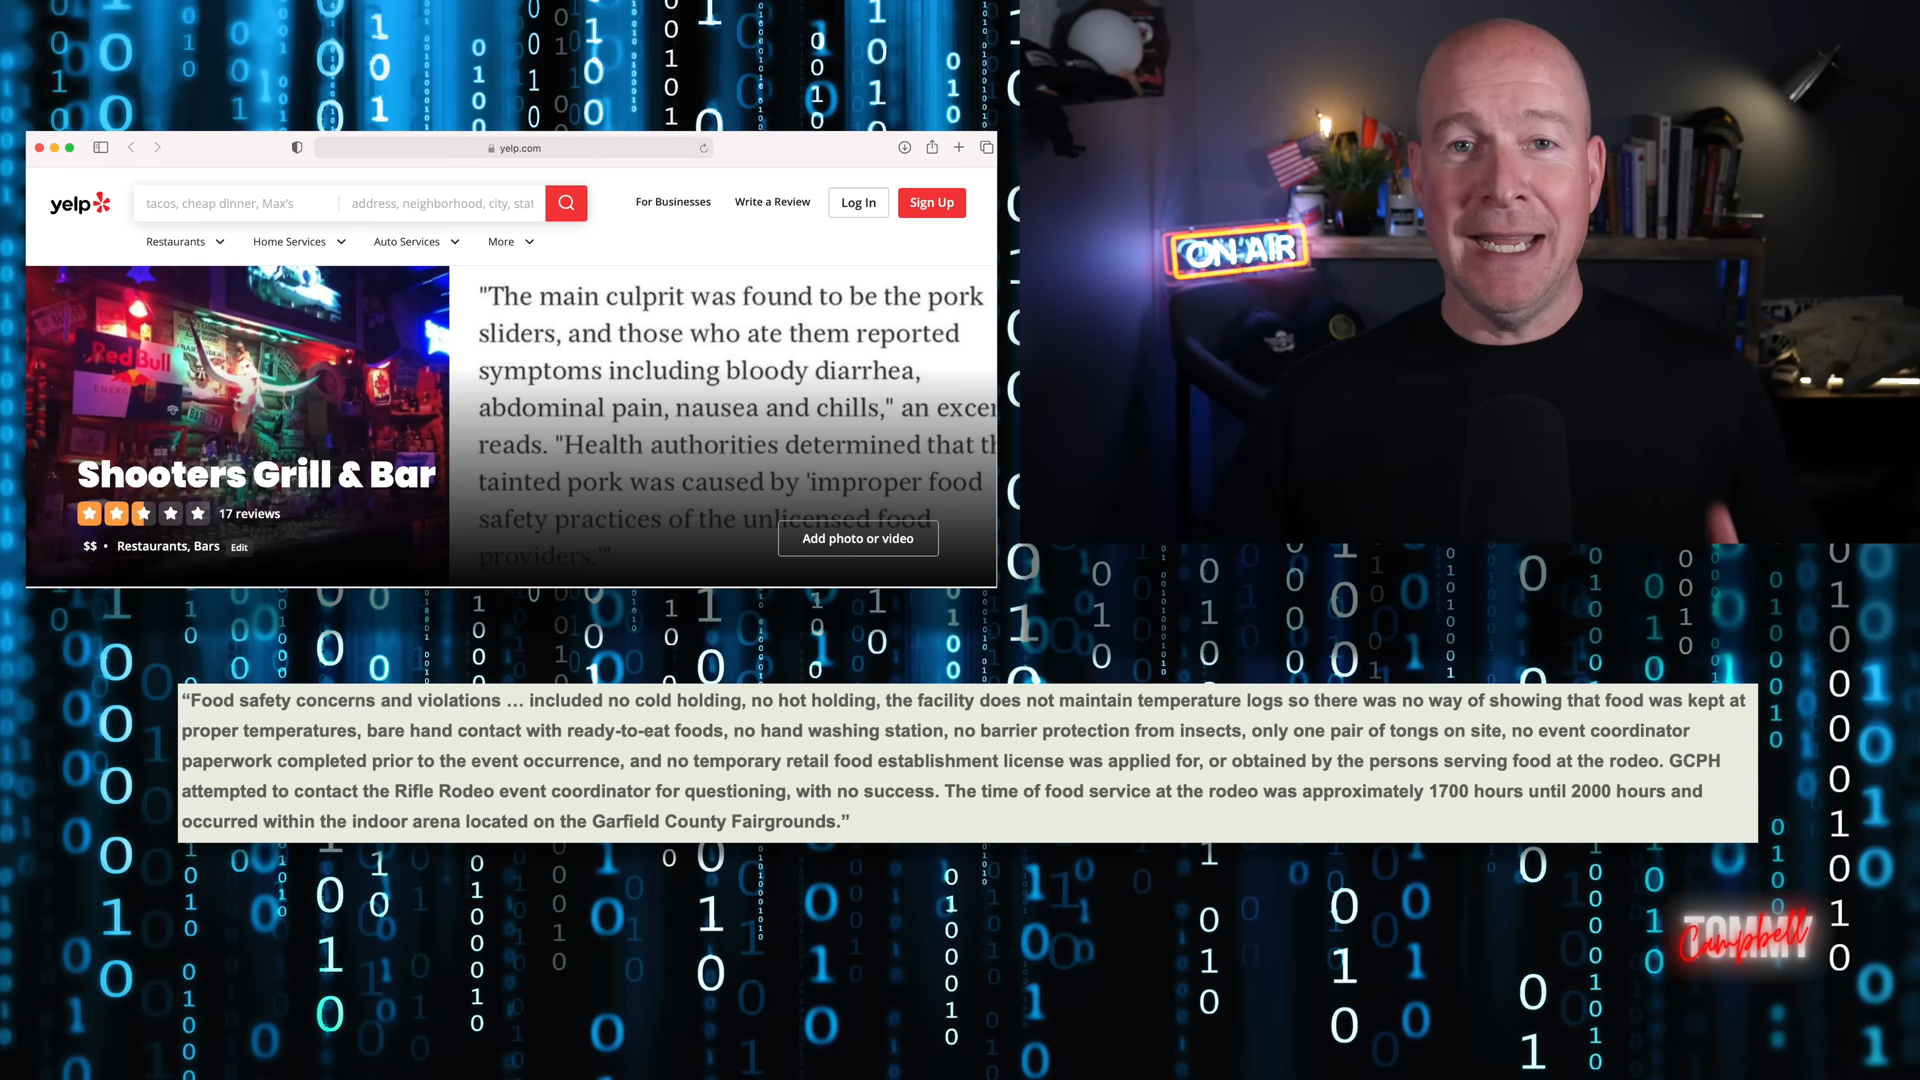 yelp.com
yelp
tacos, cheap dinner, Max's
address, neighborhood, city, stat
For Businesses
Write a Review
Log In
Sign Up
Restaurants
Home Services
Auto Services
More
Red Bull
ENERGY
"The main culprit was found to be the pork
sliders, and those who ate them reported
symptoms including bloody diarrhea,
abdominal pain, nausea and chills," an excer
reads. "Health authorities determined that th
tainted pork was caused by 'improper food
safety practices of the unlicensed food
providers.'"
Shooters Grill & Bar
17 reviews
$$ • Restaurants, Bars Edit
Add photo or video
ON AIR
“Food safety concerns and violations … included no cold holding, no hot holding, the facility does not maintain temperature logs so there was no way of showing that food was kept at
proper temperatures, bare hand contact with ready-to-eat foods, no hand washing station, no barrier protection from insects, only one pair of tongs on site, no event coordinator
paperwork completed prior to the event occurrence, and no temporary retail food establishment license was applied for, or obtained by the persons serving food at the rodeo. GCPH
attempted to contact the Rifle Rodeo event coordinator for questioning, with no success. The time of food service at the rodeo was approximately 1700 hours until 2000 hours and
occurred within the indoor arena located on the Garfield County Fairgrounds.”
TOMMY
Campbell